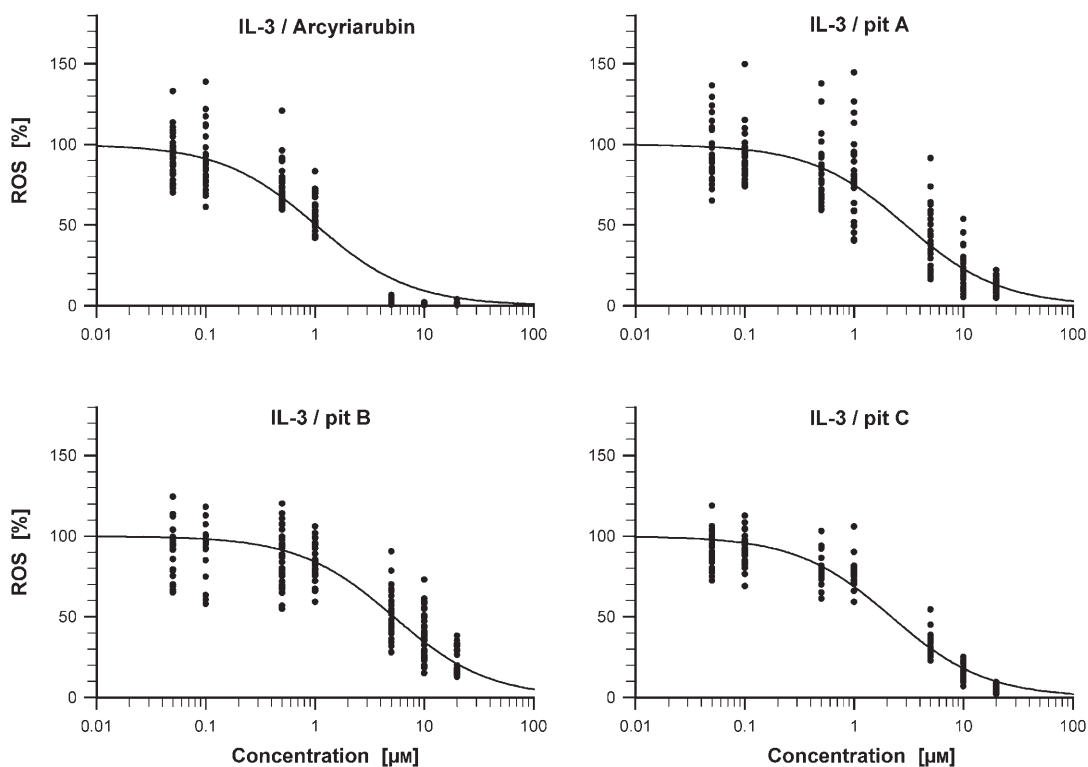 IL-3 / Arcyriarubin
ROS [%]
150
100
50
0
0.01 0.1 1 10 100
IL-3 / pit A
150
100
50
0
0.01 0.1 1 10 100
IL-3 / pit B
ROS [%]
150
100
50
0
0.01 0.1 1 10 100
Concentration [µM]
IL-3 / pit C
150
100
50
0
0.01 0.1 1 10 100
Concentration [µM]